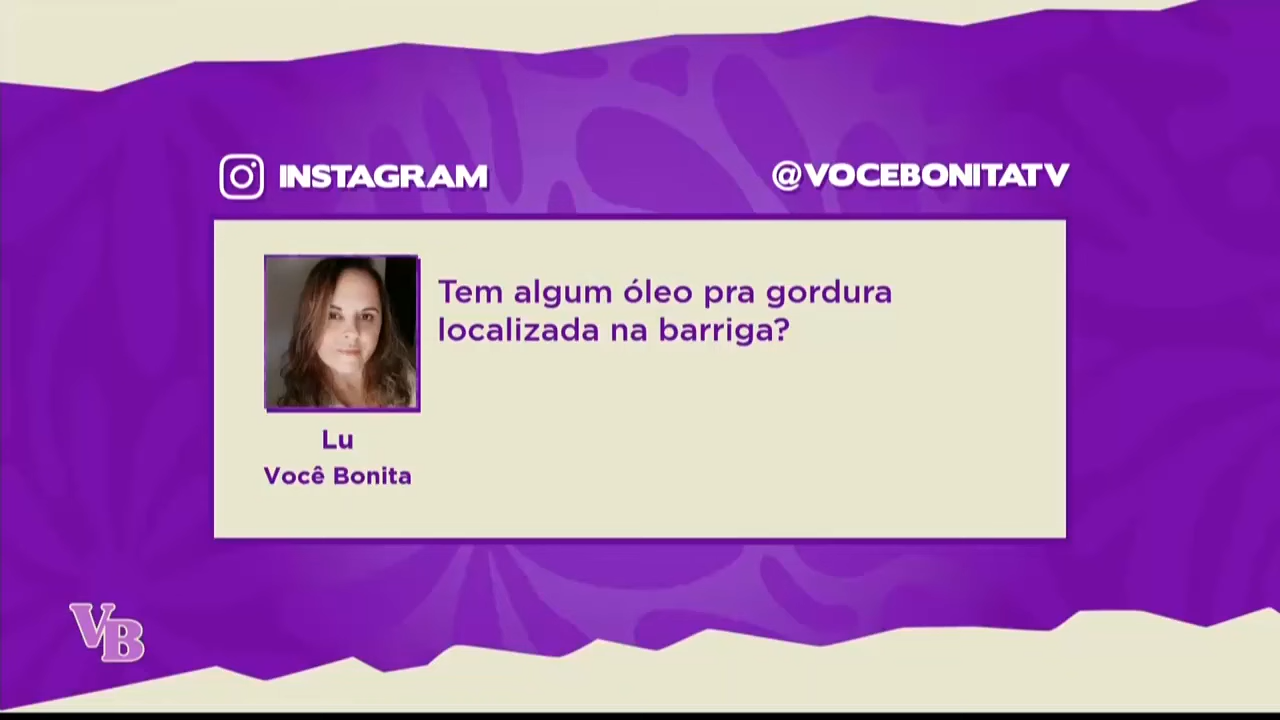 INSTAGRAM
@VOCEBONITATV
Tem algum óleo pra gordura
localizada na barriga?
Lu
Você Bonita
VB